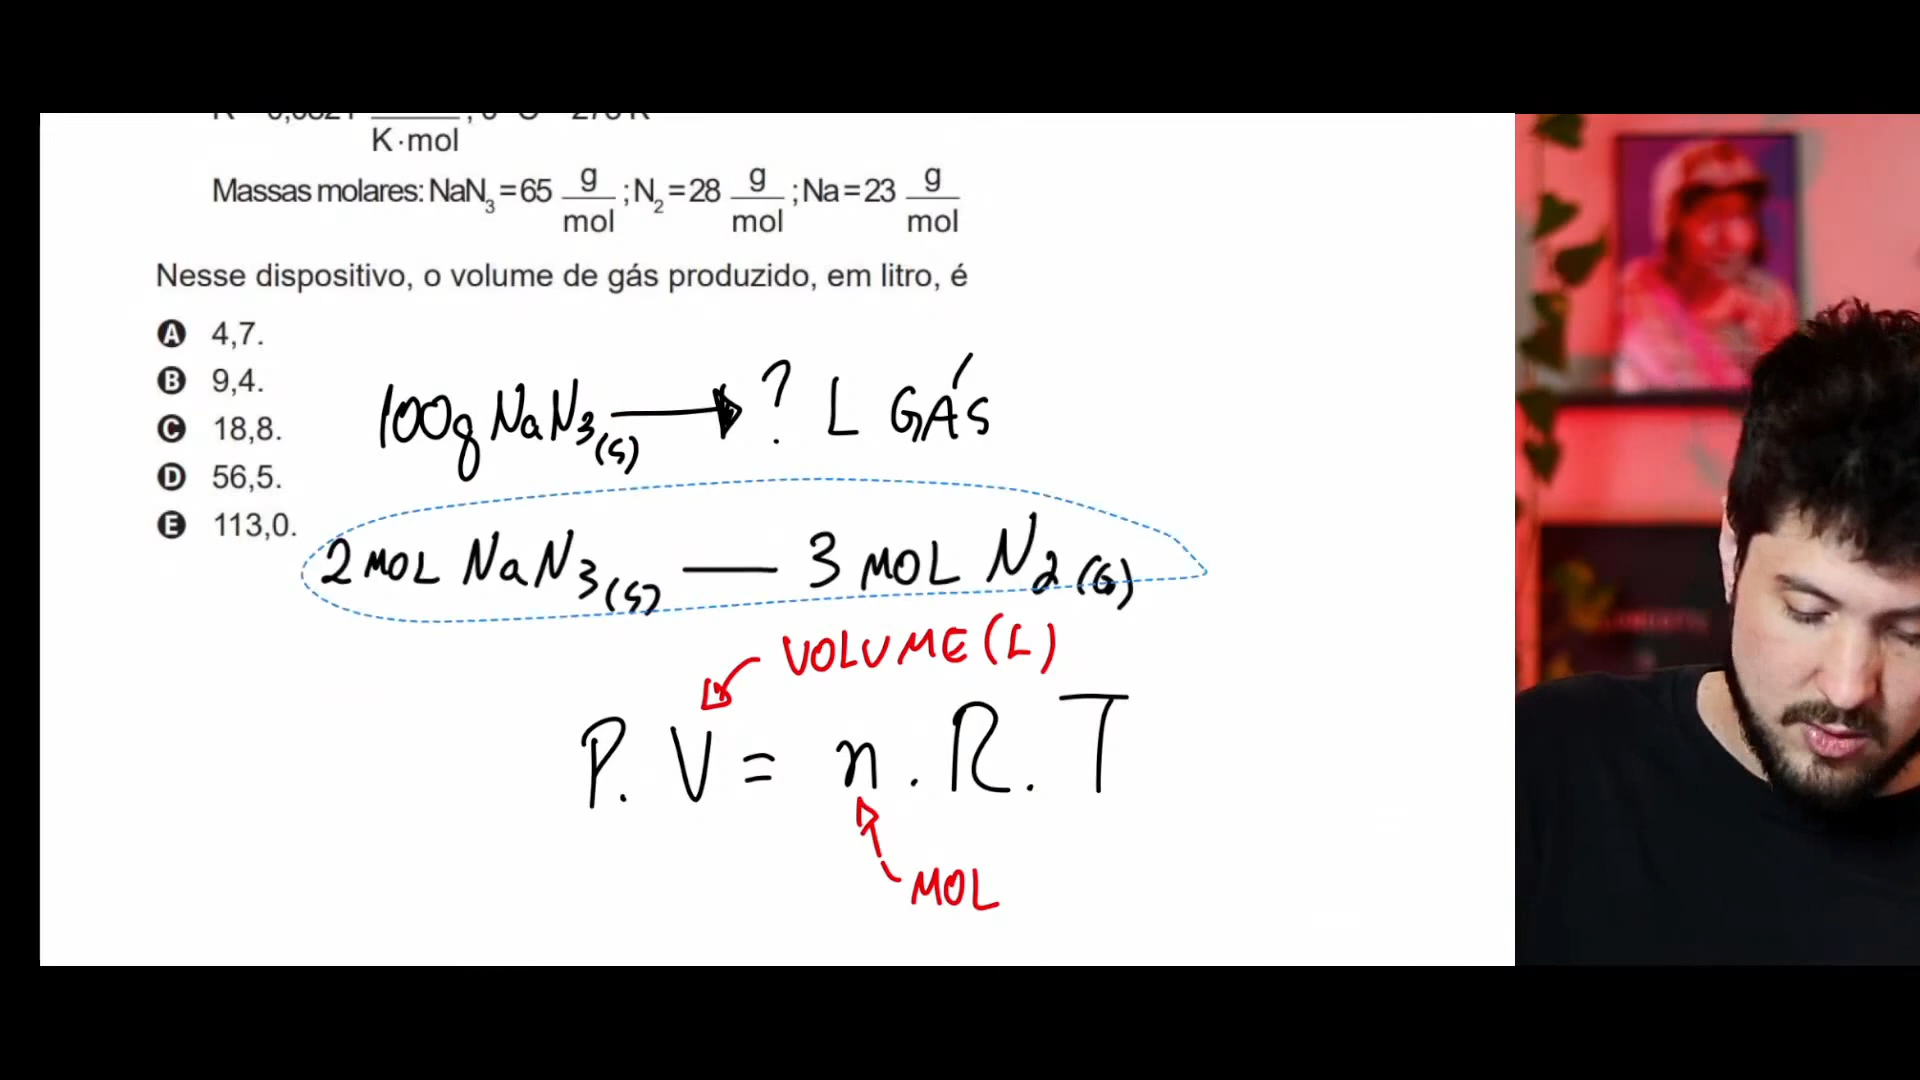 K·mol
Massas molares: NaN₃ = 65 g/mol ; N₂ = 28 g/mol ; Na = 23 g/mol
Nesse dispositivo, o volume de gás produzido, em litro, é
A 4,7.
B 9,4.
C 18,8.
D 56,5.
E 113,0.
100g NaN₃(s) → ? L GÁS
2 MOL NaN₃(s) — 3 MOL N₂(G)
VOLUME (L)
P. V = n . R . T
MOL